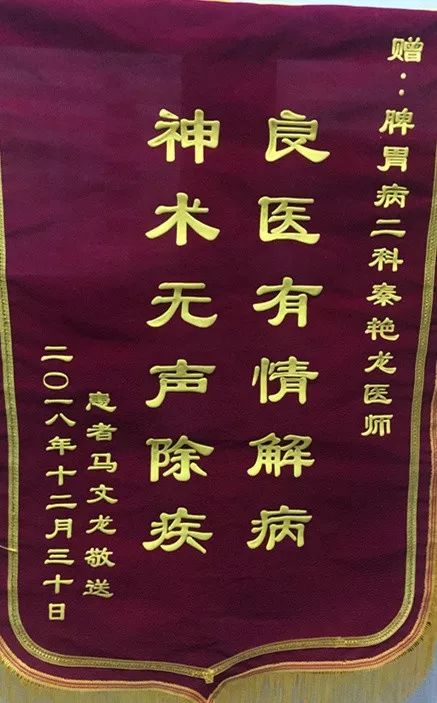 赠：脾胃病二科秦艳龙医师
良医有情解病
神术无声除疾
患者马文龙敬送
二〇一八年十二月三十日